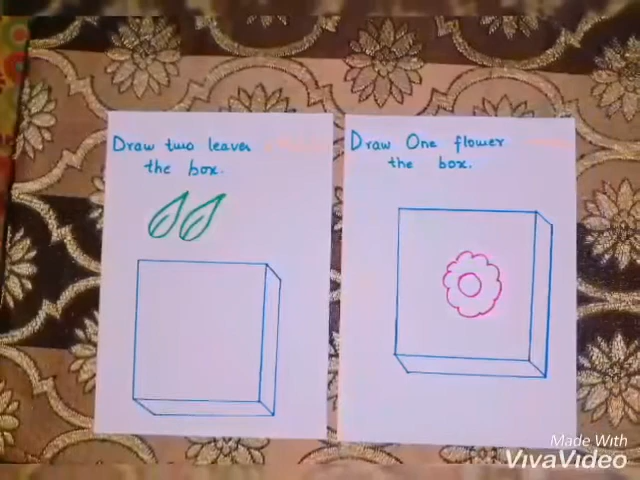 Draw two leaves
the box.
Draw One flower
the box.
Made With
VivaVideo